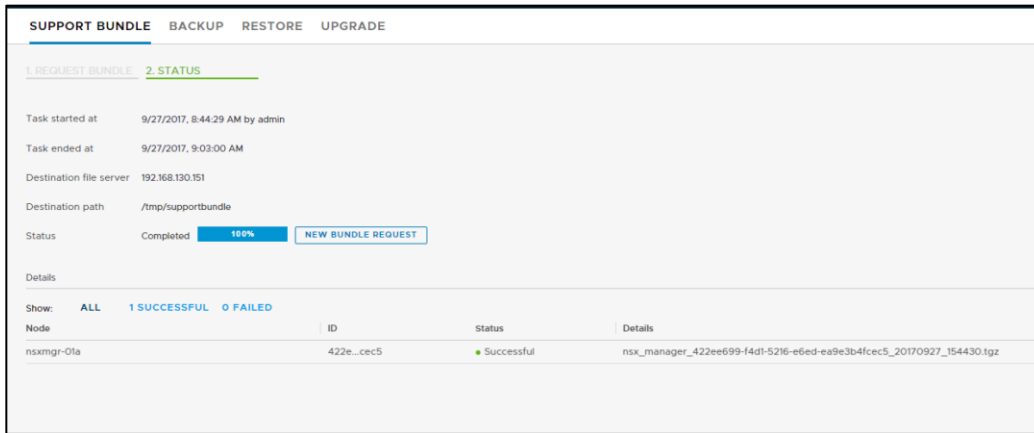 SUPPORT BUNDLE BACKUP RESTORE UPGRADE
1. REQUEST BUNDLE 2. STATUS
Task started at 9/27/2017, 8:44:29 AM by admin
Task ended at 9/27/2017, 9:03:00 AM
Destination file server 192.168.130.151
Destination path /tmp/supportbundle
Status Completed 100% NEW BUNDLE REQUEST
Details
Show: ALL 1 SUCCESSFUL 0 FAILED
Node ID Status Details
nsxmgr-01a 422e...cec5 Successful nsx_manager_422ee699-f4d1-5216-e6ed-ea9e3b4fcec5_20170927_154430.tgz